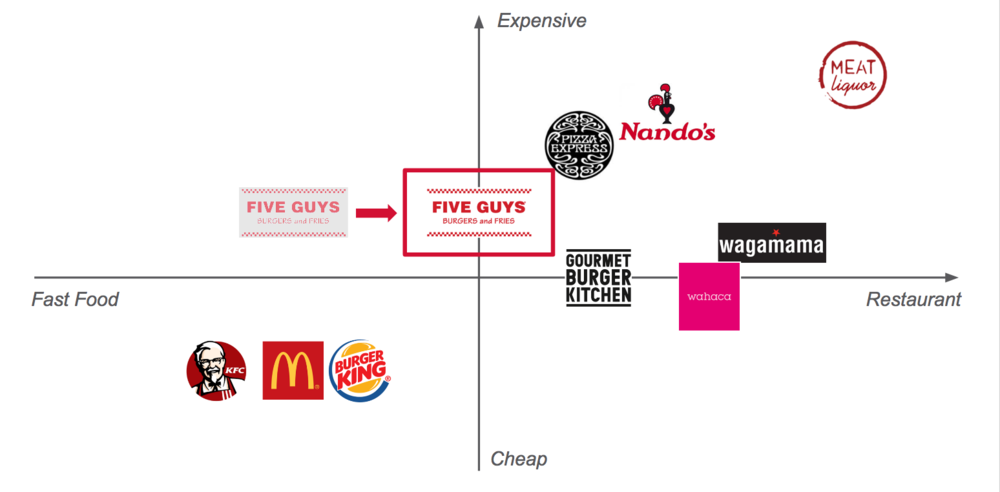 Expensive
MEAT
liquor
Nando's
PIZZA
EXPRESS
FIVE GUYS
BURGERS and FRIES
FIVE GUYS
BURGERS and FRIES
wagamama
GOURMET
BURGER
KITCHEN
wahaca
Fast Food
Restaurant
KFC
M
BURGER
KING
Cheap